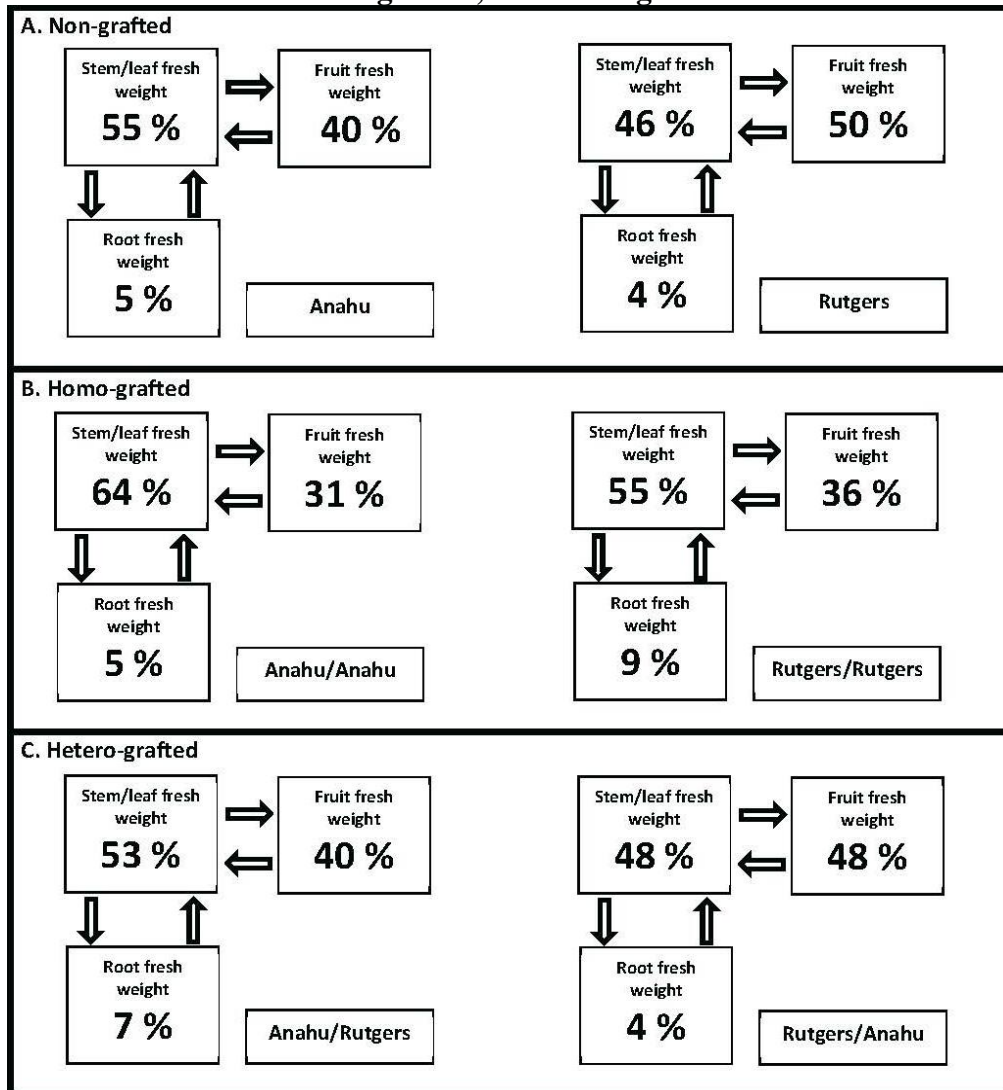 A. Non-grafted
Stem/leaf fresh
weight
55 %
Fruit fresh
weight
40 %
Root fresh
weight
5 %
Anahu
Stem/leaf fresh
weight
46 %
Fruit fresh
weight
50 %
Root fresh
weight
4 %
Rutgers
B. Homo-grafted
Stem/leaf fresh
weight
64 %
Fruit fresh
weight
31 %
Root fresh
weight
5 %
Anahu/Anahu
Stem/leaf fresh
weight
55 %
Fruit fresh
weight
36 %
Root fresh
weight
9 %
Rutgers/Rutgers
C. Hetero-grafted
Stem/leaf fresh
weight
53 %
Fruit fresh
weight
40 %
Root fresh
weight
7 %
Anahu/Rutgers
Stem/leaf fresh
weight
48 %
Fruit fresh
weight
48 %
Root fresh
weight
4 %
Rutgers/Anahu